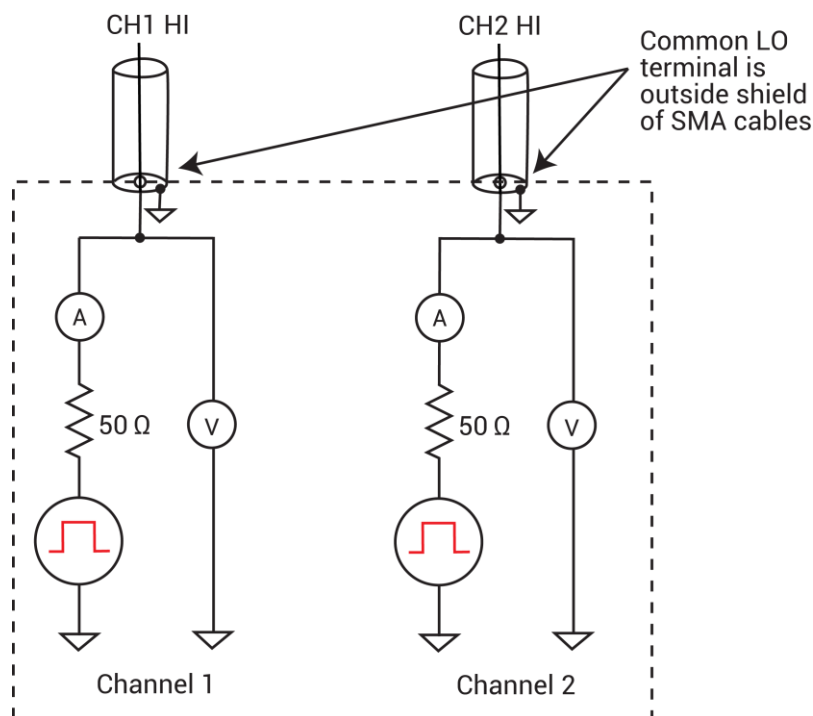 CH1 HI
CH2 HI
Common LO
terminal is
outside shield
of SMA cables
A
A
50 Ω
V
50 Ω
V
Channel 1
Channel 2